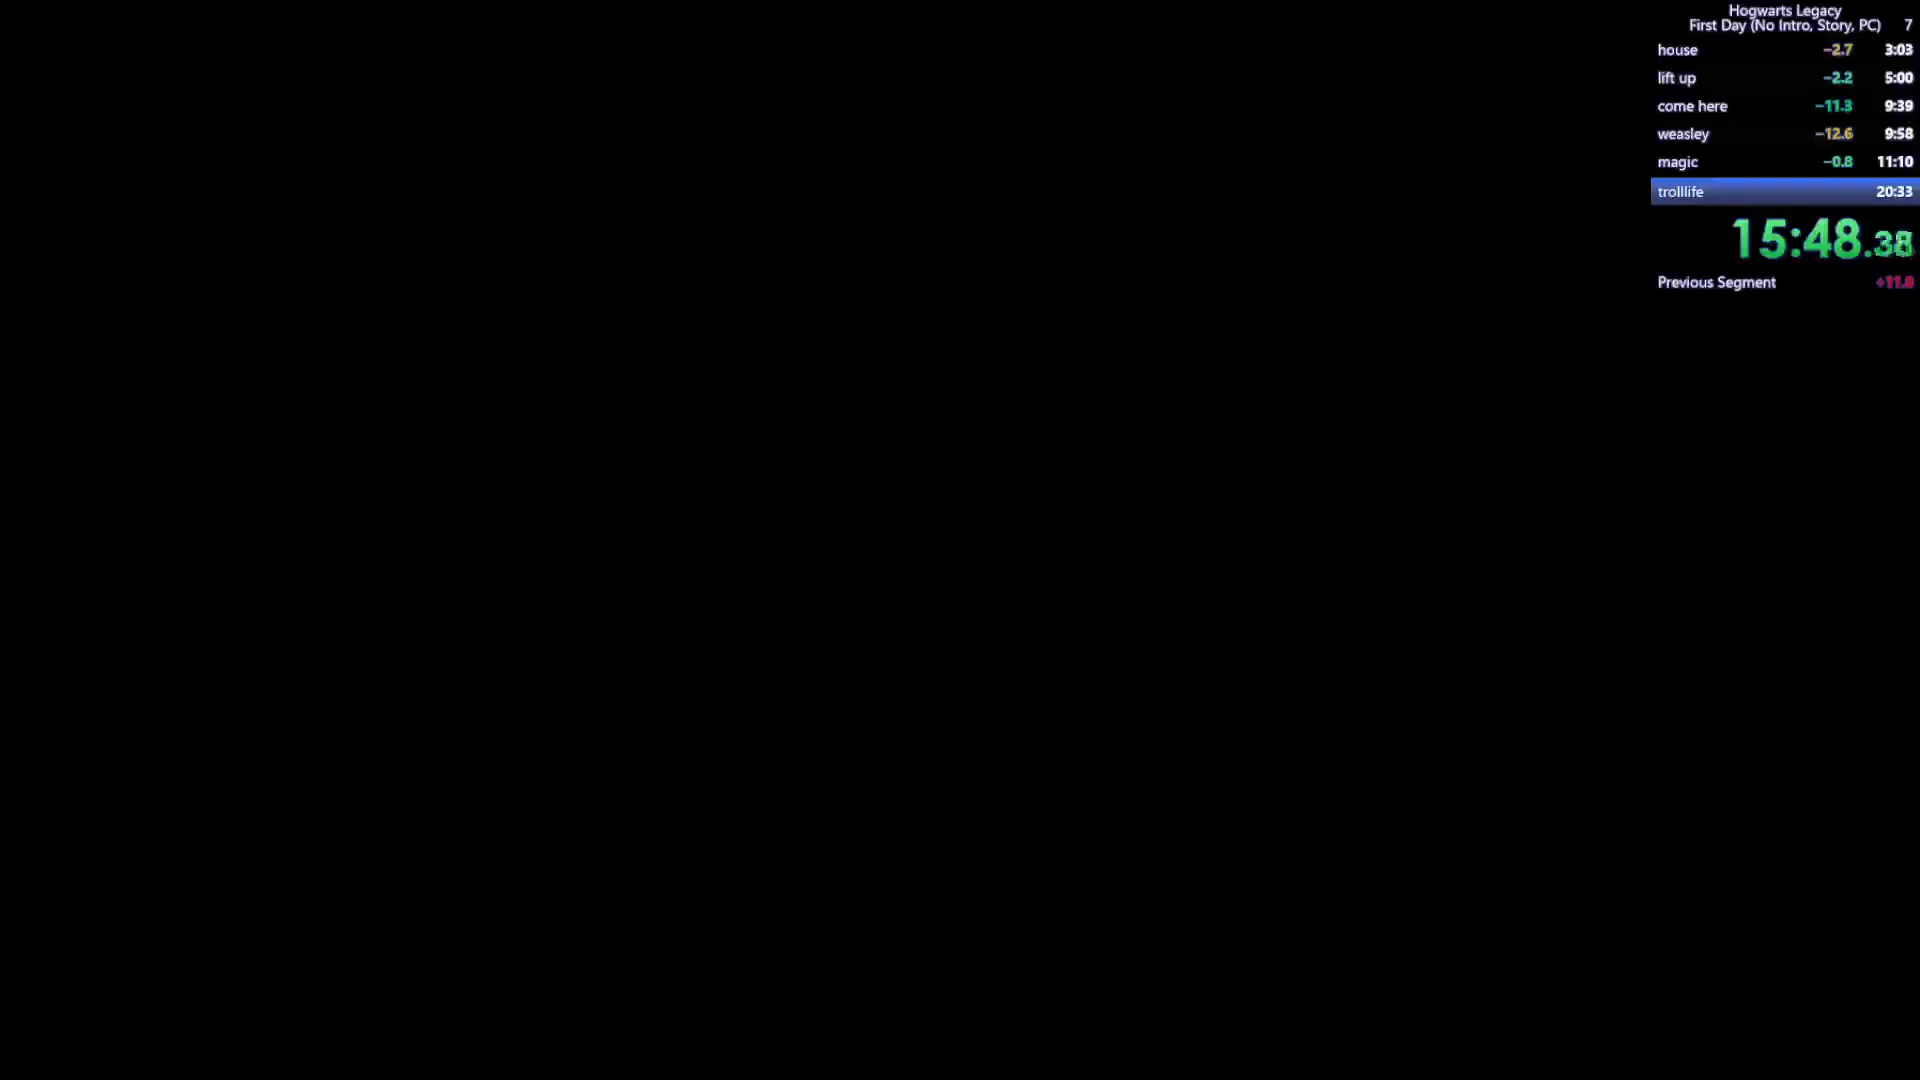 Hogwarts Legacy
First Day (No Intro, Story, PC) 7
house −2.7 3:03
lift up −2.2 5:00
come here −11.3 9:39
weasley −12.6 9:58
magic −0.8 11:10
trolllife 20:33
15:48.38
Previous Segment +11.8